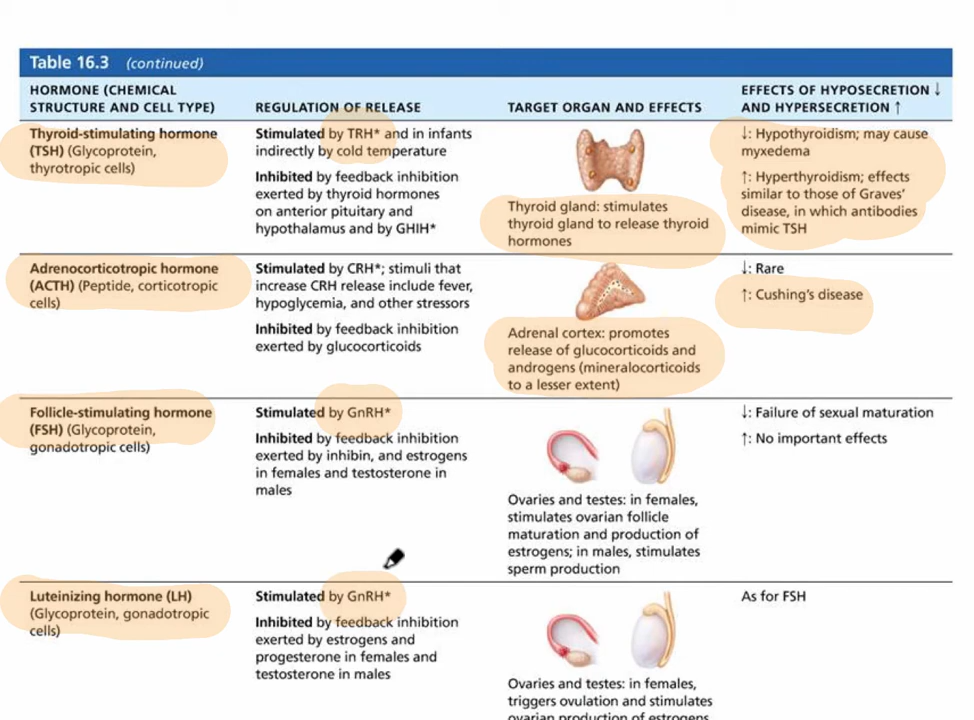 Table 16.3 (continued)
HORMONE (CHEMICAL
STRUCTURE AND CELL TYPE)
REGULATION OF RELEASE
TARGET ORGAN AND EFFECTS
EFFECTS OF HYPOSECRETION ↓
AND HYPERSECRETION ↑
Thyroid-stimulating hormone
(TSH) (Glycoprotein,
thyrotropic cells)
Stimulated by TRH* and in infants
indirectly by cold temperature
Inhibited by feedback inhibition
exerted by thyroid hormones
on anterior pituitary and
hypothalamus and by GHIH*
Thyroid gland: stimulates
thyroid gland to release thyroid
hormones
↓: Hypothyroidism; may cause
myxedema
↑: Hyperthyroidism; effects
similar to those of Graves’
disease, in which antibodies
mimic TSH
Adrenocorticotropic hormone
(ACTH) (Peptide, corticotropic
cells)
Stimulated by CRH*; stimuli that
increase CRH release include fever,
hypoglycemia, and other stressors
Inhibited by feedback inhibition
exerted by glucocorticoids
Adrenal cortex: promotes
release of glucocorticoids and
androgens (mineralocorticoids
to a lesser extent)
↓: Rare
↑: Cushing’s disease
Follicle-stimulating hormone
(FSH) (Glycoprotein,
gonadotropic cells)
Stimulated by GnRH*
Inhibited by feedback inhibition
exerted by inhibin, and estrogens
in females and testosterone in
males
Ovaries and testes: in females,
stimulates ovarian follicle
maturation and production of
estrogens; in males, stimulates
sperm production
↓: Failure of sexual maturation
↑: No important effects
Luteinizing hormone (LH)
(Glycoprotein, gonadotropic
cells)
Stimulated by GnRH*
Inhibited by feedback inhibition
exerted by estrogens and
progesterone in females and
testosterone in males
Ovaries and testes: in females,
triggers ovulation and stimulates
ovarian production of estrogens
As for FSH